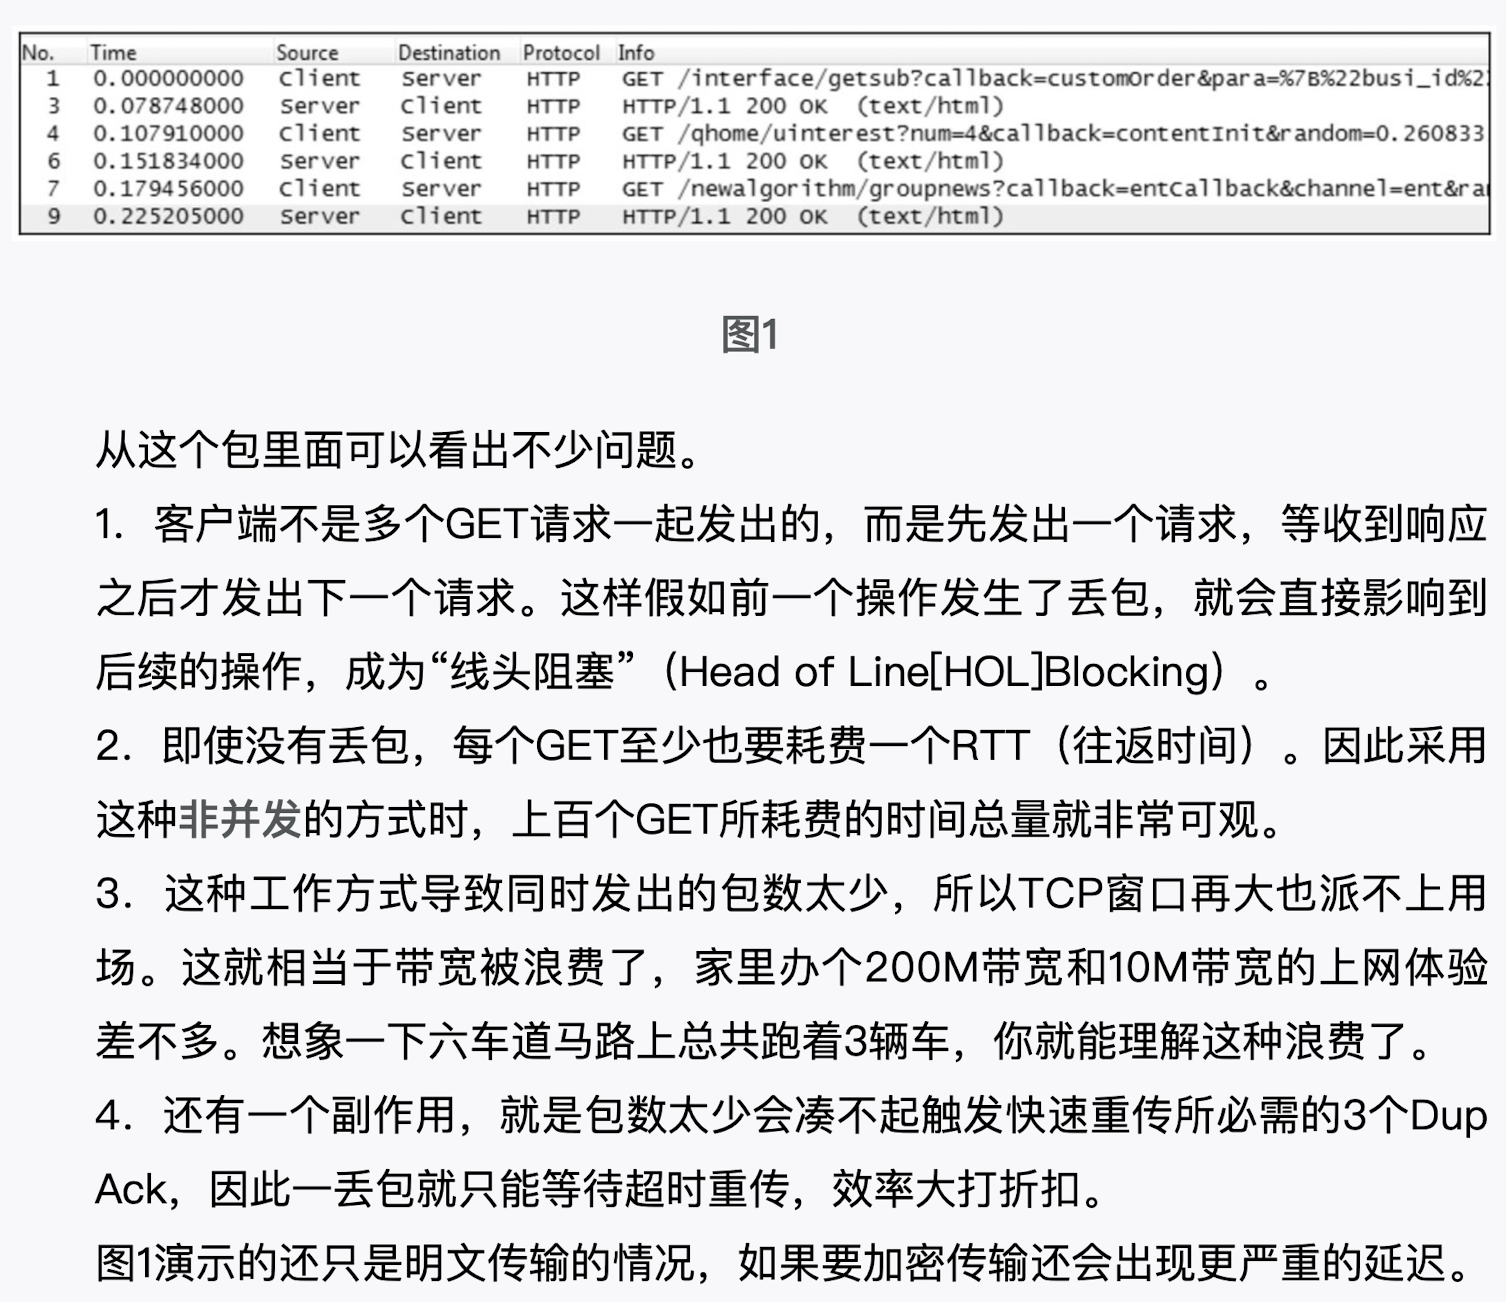 No. Time Source Destination Protocol Info
1 0.000000000 Client Server HTTP GET /interface/getsub?callback=customOrder&para=%7B%22busi_id%22
3 0.078748000 Server Client HTTP HTTP/1.1 200 OK (text/html)
4 0.107910000 Client Server HTTP GET /qhome/uinterest?num=4&callback=contentInit&random=0.260833
6 0.151834000 Server Client HTTP HTTP/1.1 200 OK (text/html)
7 0.179456000 Client Server HTTP GET /newalgorithm/groupnews?callback=entCallback&channel=ent&ra
9 0.225205000 Server Client HTTP HTTP/1.1 200 OK (text/html)
图1
从这个包里面可以看出不少问题。
1. 客户端不是多个GET请求一起发出的，而是先发出一个请求，等收到响应
之后才发出下一个请求。这样假如前一个操作发生了丢包，就会直接影响到
后续的操作，成为“线头阻塞”（Head of Line[HOL]Blocking）。
2. 即使没有丢包，每个GET至少也要耗费一个RTT（往返时间）。因此采用
这种非并发的方式时，上百个GET所耗费的时间总量就非常可观。
3. 这种工作方式导致同时发出的包数太少，所以TCP窗口再大也派不上用
场。这就相当于带宽被浪费了，家里办个200M带宽和10M带宽的上网体验
差不多。想象一下六车道马路上总共跑着3辆车，你就能理解这种浪费了。
4. 还有一个副作用，就是包数太少会凑不起触发快速重传所必需的3个Dup
Ack，因此一丢包就只能等待超时重传，效率大打折扣。
图1演示的还只是明文传输的情况，如果要加密传输还会出现更严重的延迟。